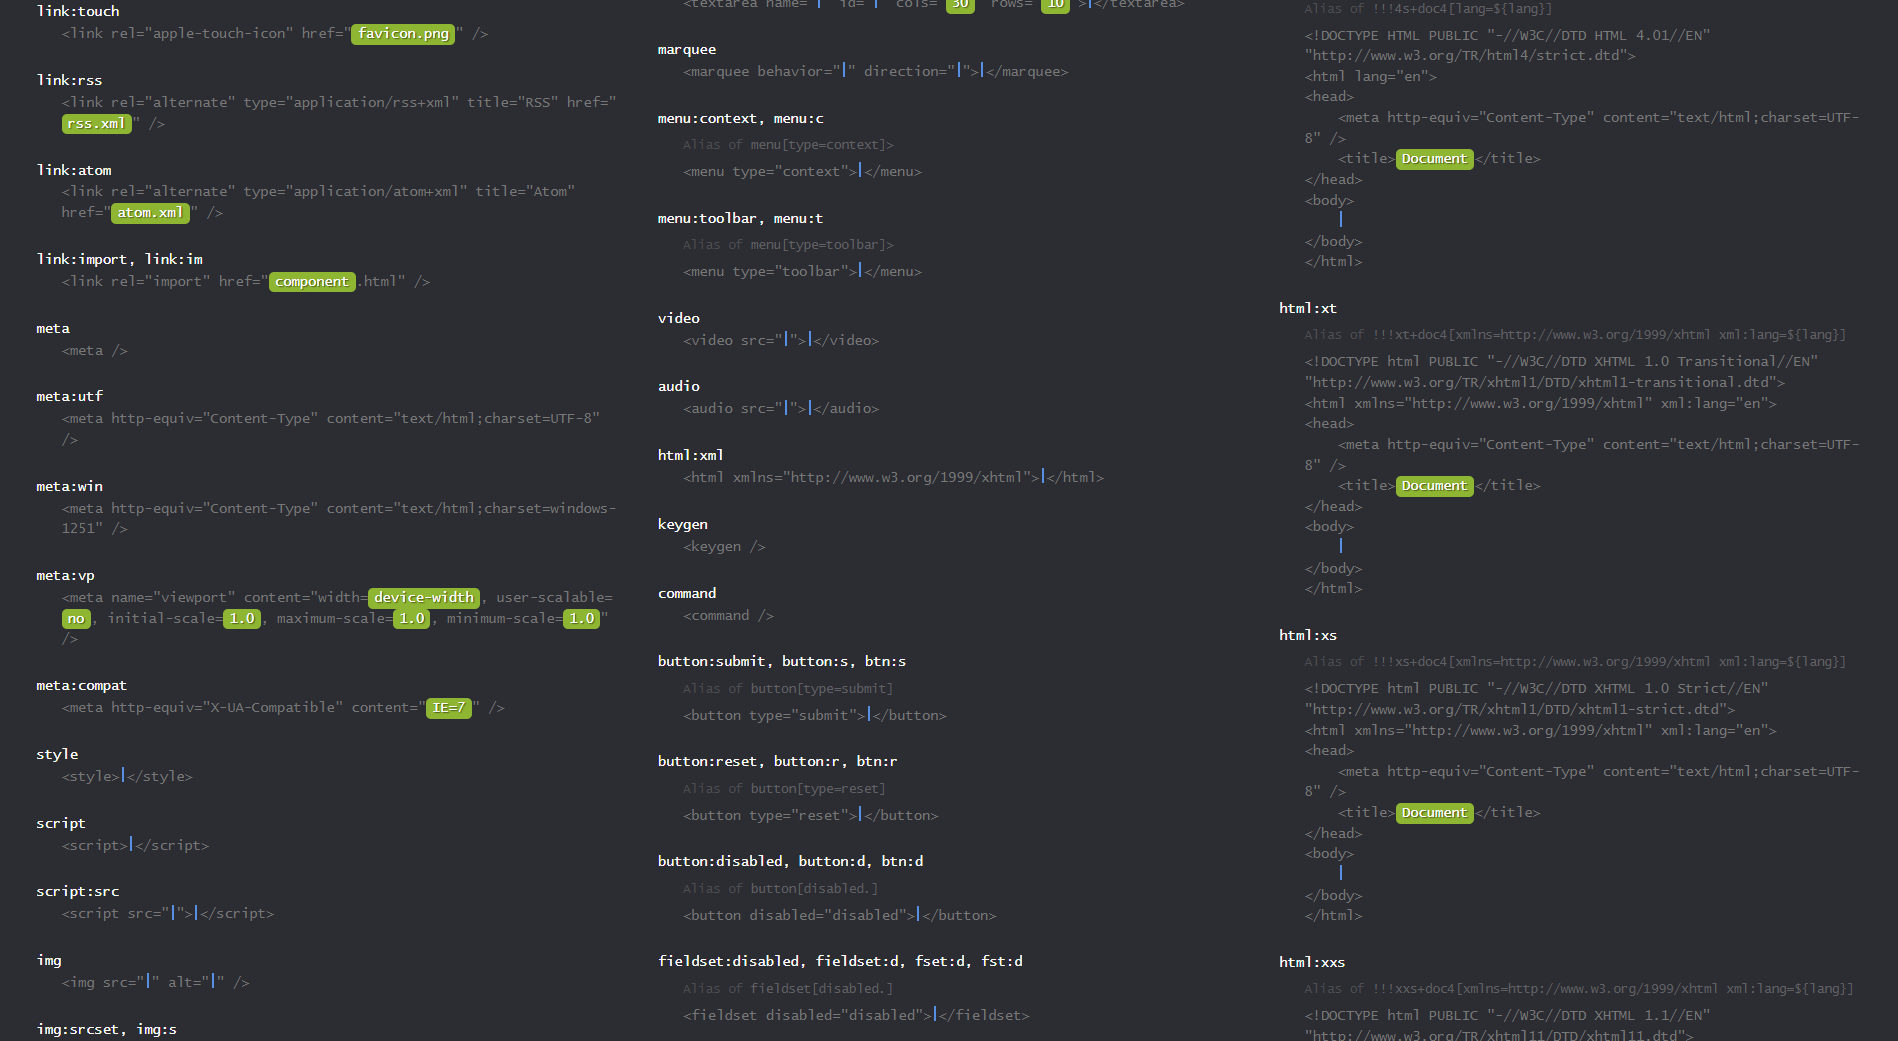 link:touch
<link rel="apple-touch-icon" href="favicon.png" />
link:rss
<link rel="alternate" type="application/rss+xml" title="RSS" href="
rss.xml" />
link:atom
<link rel="alternate" type="application/atom+xml" title="Atom"
href="atom.xml" />
link:import, link:im
<link rel="import" href="component.html" />
meta
<meta />
meta:utf
<meta http-equiv="Content-Type" content="text/html;charset=UTF-8"
/>
meta:win
<meta http-equiv="Content-Type" content="text/html;charset=windows-
1251" />
meta:vp
<meta name="viewport" content="width=device-width, user-scalable=
no, initial-scale=1.0, maximum-scale=1.0, minimum-scale=1.0"
/>
meta:compat
<meta http-equiv="X-UA-Compatible" content="IE=7" />
style
<style>|</style>
script
<script>|</script>
script:src
<script src="|">|</script>
img
<img src="|" alt="|" />
img:srcset, img:s
<textarea name="|" id="|" cols="30" rows="10">|</textarea>
marquee
<marquee behavior="|" direction="|">|</marquee>
menu:context, menu:c
Alias of menu[type=context]>
<menu type="context">|</menu>
menu:toolbar, menu:t
Alias of menu[type=toolbar]>
<menu type="toolbar">|</menu>
video
<video src="|">|</video>
audio
<audio src="|">|</audio>
html:xml
<html xmlns="http://www.w3.org/1999/xhtml">|</html>
keygen
<keygen />
command
<command />
button:submit, button:s, btn:s
Alias of button[type=submit]
<button type="submit">|</button>
button:reset, button:r, btn:r
Alias of button[type=reset]
<button type="reset">|</button>
button:disabled, button:d, btn:d
Alias of button[disabled.]
<button disabled="disabled">|</button>
fieldset:disabled, fieldset:d, fset:d, fst:d
Alias of fieldset[disabled.]
<fieldset disabled="disabled">|</fieldset>
Alias of !!!4s+doc4[lang=${lang}]
<!DOCTYPE HTML PUBLIC "-//W3C//DTD HTML 4.01//EN"
"http://www.w3.org/TR/html4/strict.dtd">
<html lang="en">
<head>
<meta http-equiv="Content-Type" content="text/html;charset=UTF-
8" />
<title>Document</title>
</head>
<body>
|
</body>
</html>
html:xt
Alias of !!!xt+doc4[xmlns=http://www.w3.org/1999/xhtml xml:lang=${lang}]
<!DOCTYPE html PUBLIC "-//W3C//DTD XHTML 1.0 Transitional//EN"
"http://www.w3.org/TR/xhtml1/DTD/xhtml1-transitional.dtd">
<html xmlns="http://www.w3.org/1999/xhtml" xml:lang="en">
<head>
<meta http-equiv="Content-Type" content="text/html;charset=UTF-
8" />
<title>Document</title>
</head>
<body>
|
</body>
</html>
html:xs
Alias of !!!xs+doc4[xmlns=http://www.w3.org/1999/xhtml xml:lang=${lang}]
<!DOCTYPE html PUBLIC "-//W3C//DTD XHTML 1.0 Strict//EN"
"http://www.w3.org/TR/xhtml1/DTD/xhtml1-strict.dtd">
<html xmlns="http://www.w3.org/1999/xhtml" xml:lang="en">
<head>
<meta http-equiv="Content-Type" content="text/html;charset=UTF-
8" />
<title>Document</title>
</head>
<body>
|
</body>
</html>
html:xxs
Alias of !!!xxs+doc4[xmlns=http://www.w3.org/1999/xhtml xml:lang=${lang}]
<!DOCTYPE html PUBLIC "-//W3C//DTD XHTML 1.1//EN"
"http://www.w3.org/TR/xhtml11/DTD/xhtml11.dtd">